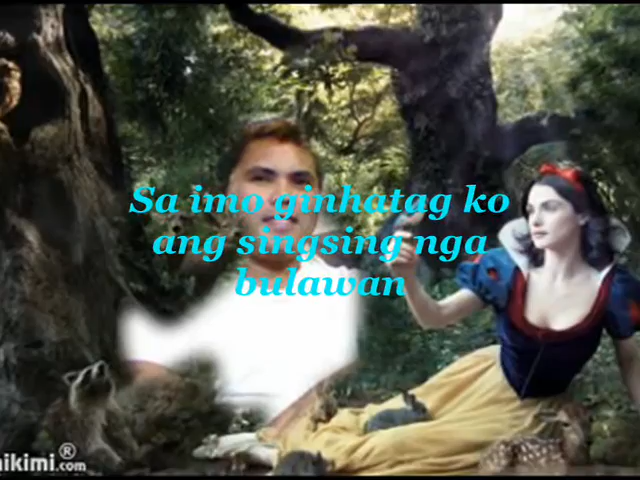 Sa imo ginhatag ko
ang singsing nga
bulawan
ikimi.com®